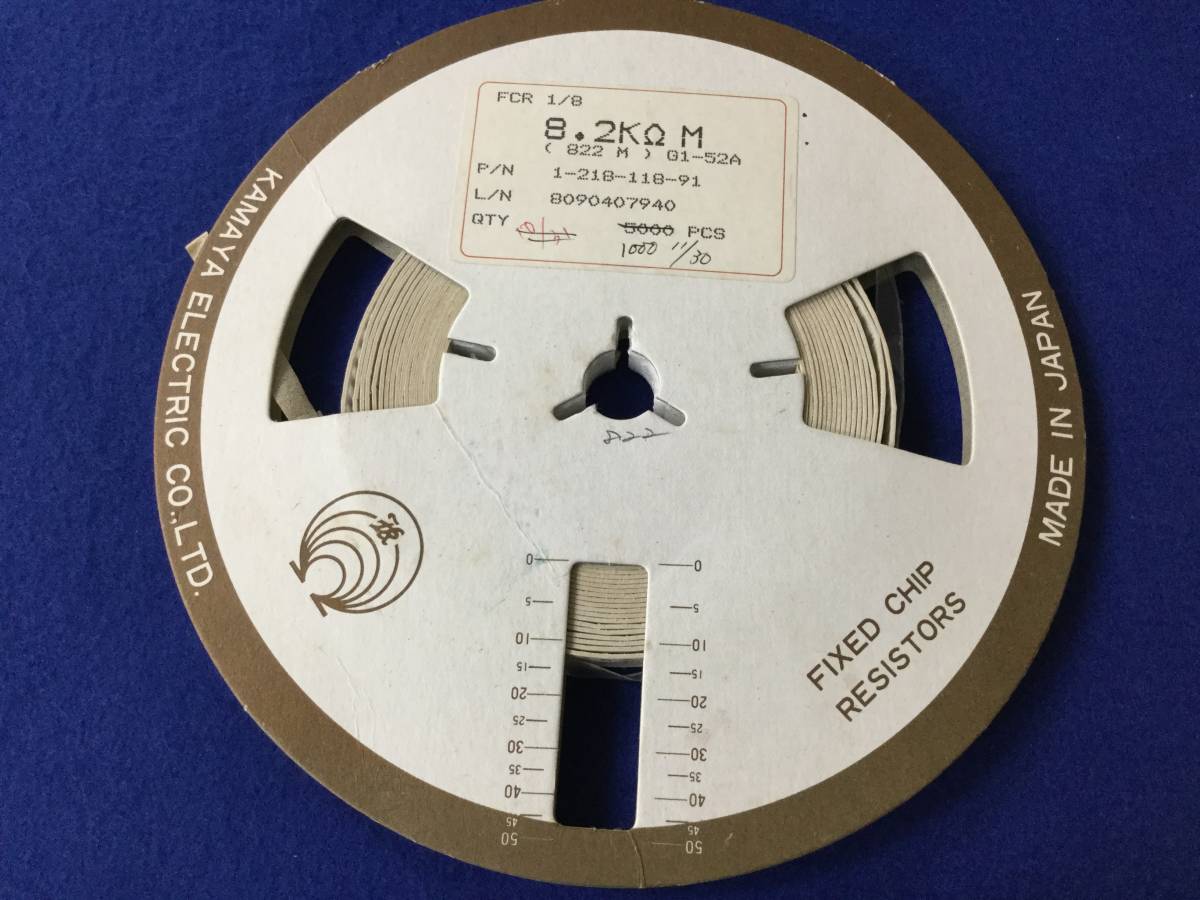 FCR 1/8
8.2KΩ M
( 822 M ) G1-52A
P/N 1-218-118-91
L/N 8090407940
QTY 5000 PCS
1000 11/30
822
KAMAYA ELECTRIC CO.,LTD.
MADE IN JAPAN
FIXED CHIP
RESISTORS
0 0
5 5
10 10
15 15
20 20
25 25
30 30
35 35
40 40
45 45
50 50